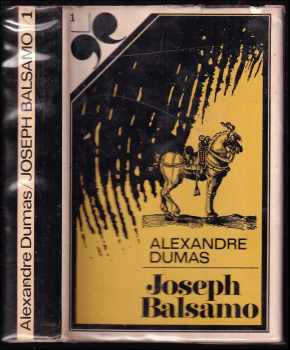 Alexandre Dumas/JOSEPH BALSAMO 1
1
ALEXANDRE
DUMAS
Joseph
Balsamo